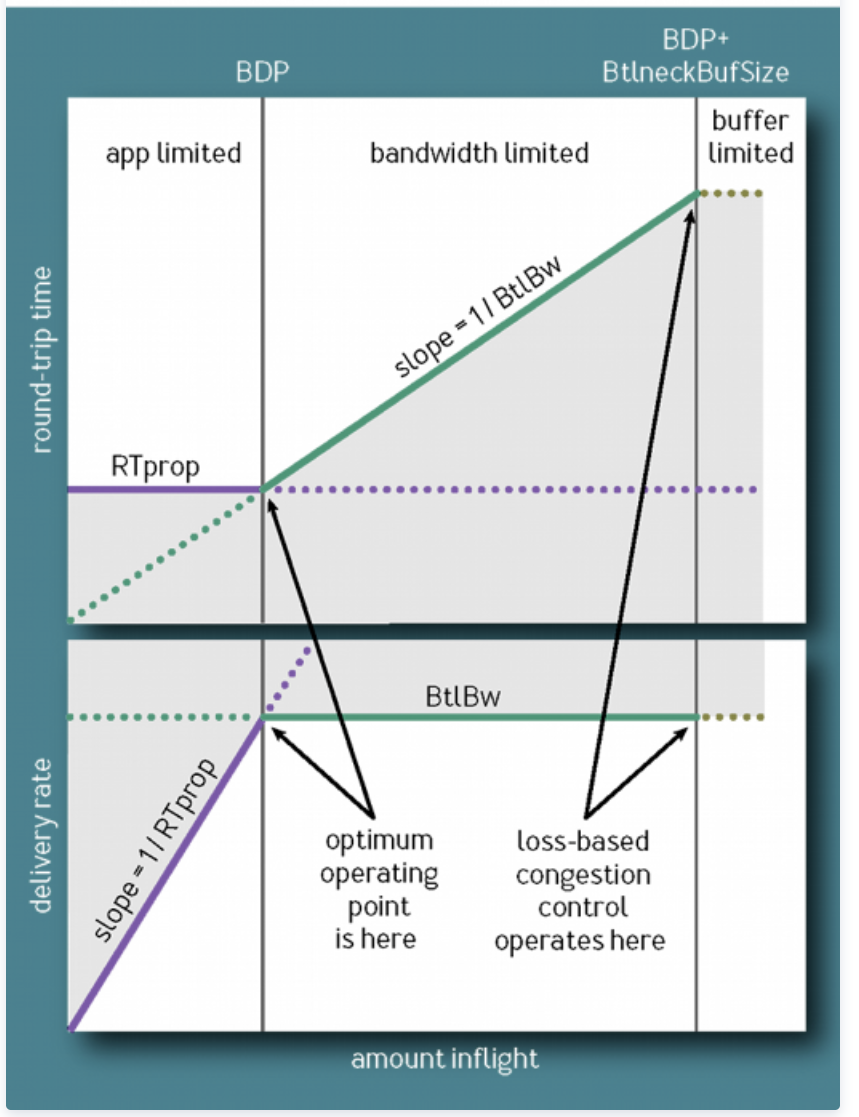 BDP
BDP+
BtlneckBufSize
app limited
bandwidth limited
buffer
limited
round-trip time
slope = 1 / BtlBw
RTprop
BtlBw
delivery rate
slope = 1 / RTprop
optimum
operating
point
is here
loss-based
congestion
control
operates here
amount inflight